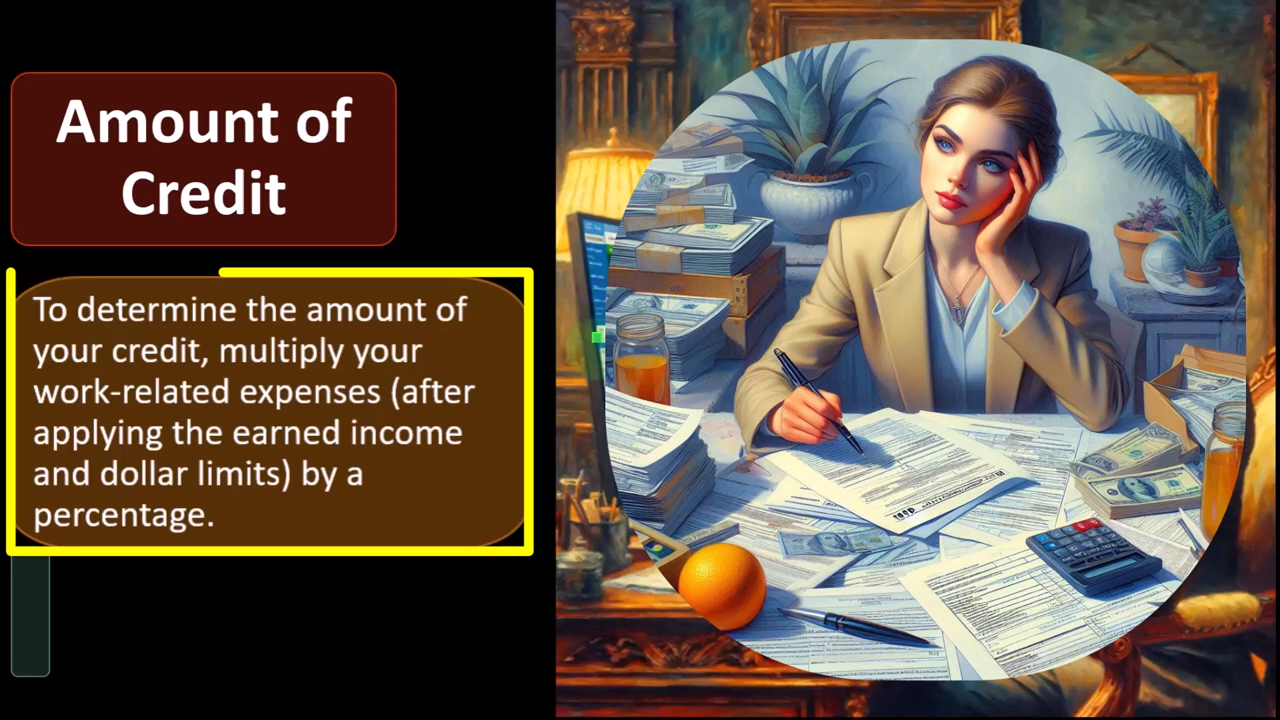 Amount of
Credit
To determine the amount of
your credit, multiply your
work-related expenses (after
applying the earned income
and dollar limits) by a
percentage.